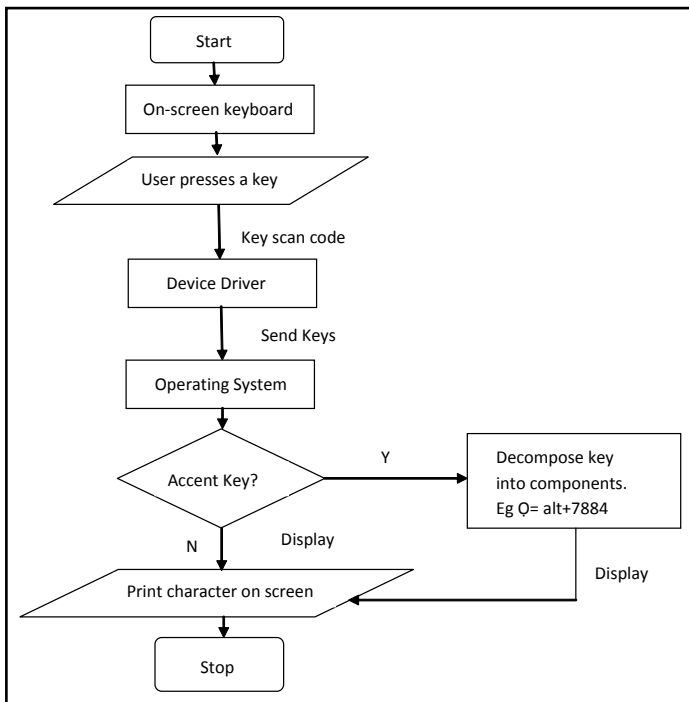 Start
On-screen keyboard
User presses a key
Key scan code
Device Driver
Send Keys
Operating System
Accent Key?
Y
Decompose key
into components.
Eg Ọ= alt+7884
N
Display
Display
Print character on screen
Stop